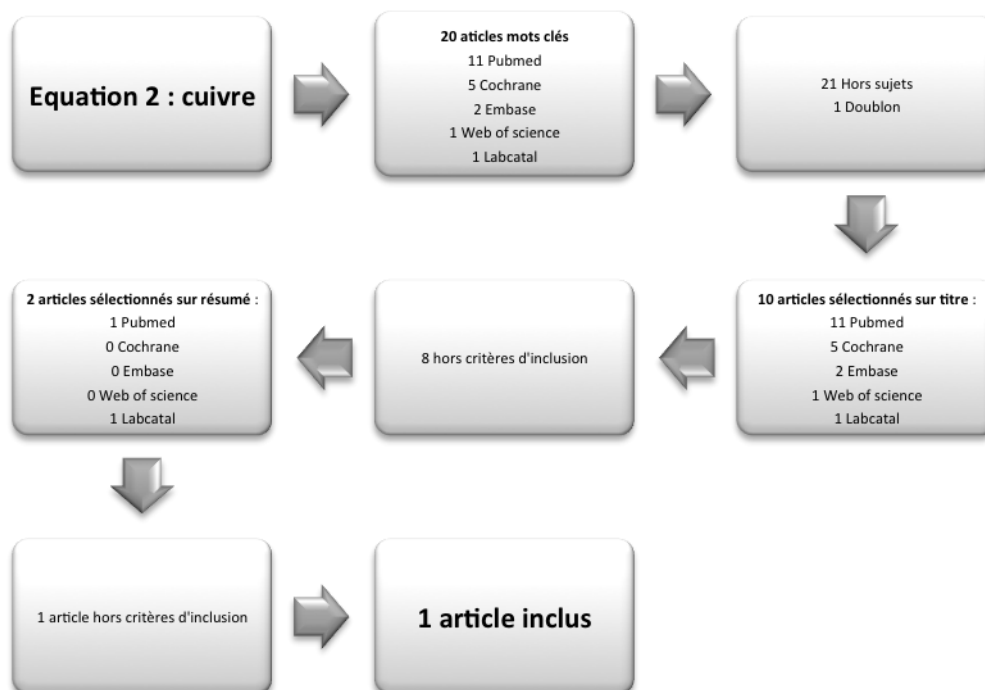 Equation 2 : cuivre
20 aticles mots clés
11 Pubmed
5 Cochrane
2 Embase
1 Web of science
1 Labcatal
21 Hors sujets
1 Doublon
10 articles sélectionnés sur titre :
11 Pubmed
5 Cochrane
2 Embase
1 Web of science
1 Labcatal
8 hors critères d'inclusion
2 articles sélectionnés sur résumé :
1 Pubmed
0 Cochrane
0 Embase
0 Web of science
1 Labcatal
1 article hors critères d'inclusion
1 article inclus